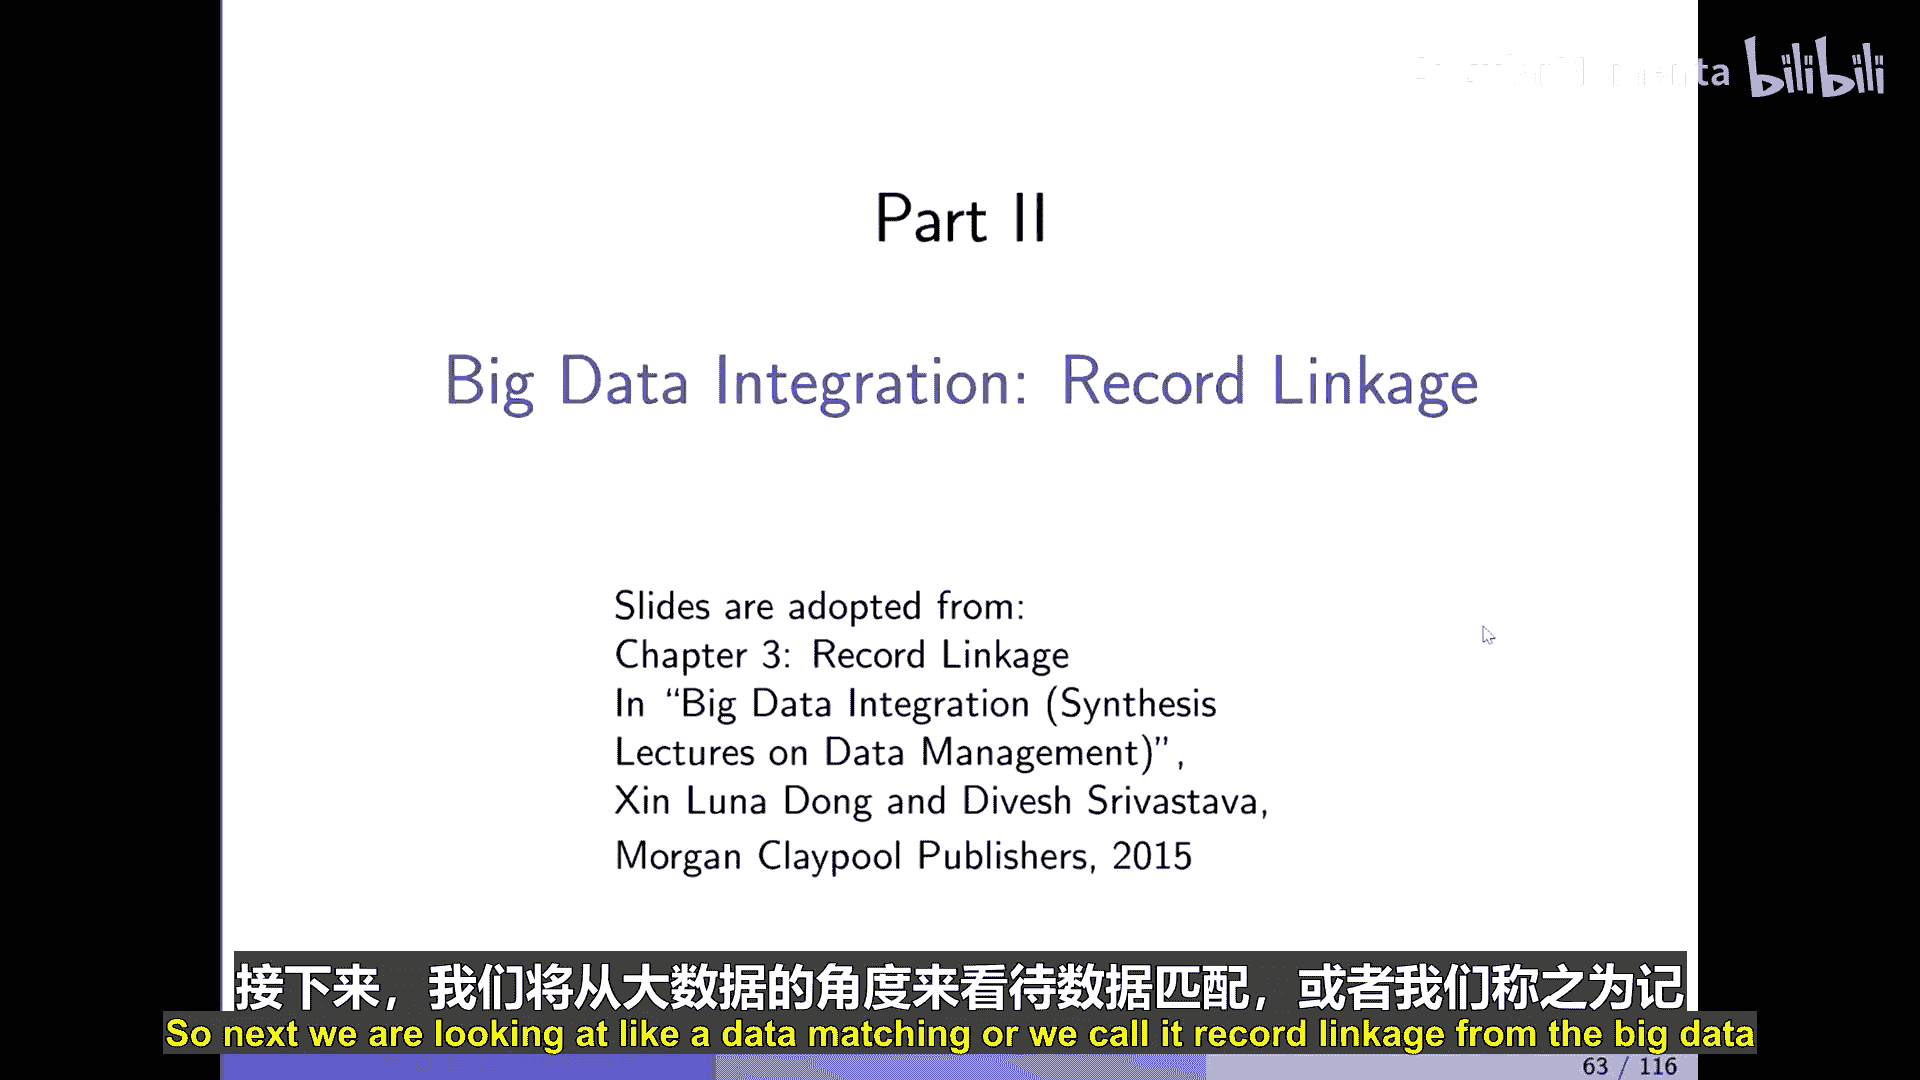 bilibili
Part II
Big Data Integration: Record Linkage
Slides are adopted from:
Chapter 3: Record Linkage
In “Big Data Integration (Synthesis
Lectures on Data Management)”,
Xin Luna Dong and Divesh Srivastava,
Morgan Claypool Publishers, 2015
接下来，我们将从大数据的角度来看待数据匹配，或者我们称之为记
So next we are looking at like a data matching or we call it record linkage from the big data
63 / 116